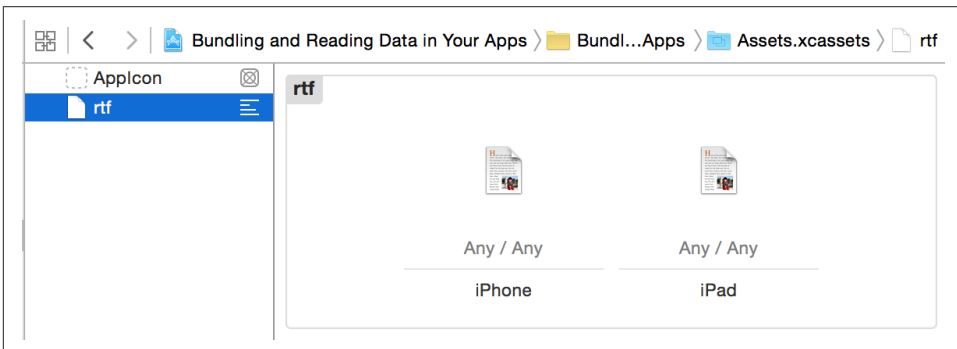 Bundling and Reading Data in Your Apps Bundl...Apps Assets.xcassets rtf
AppIcon
rtf
rtf
Any / Any Any / Any
iPhone iPad